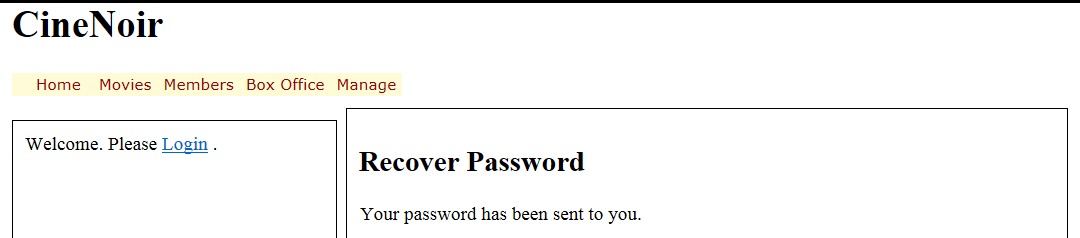 CineNoir
Home Movies Members Box Office Manage
Welcome. Please Login .
Recover Password
Your password has been sent to you.